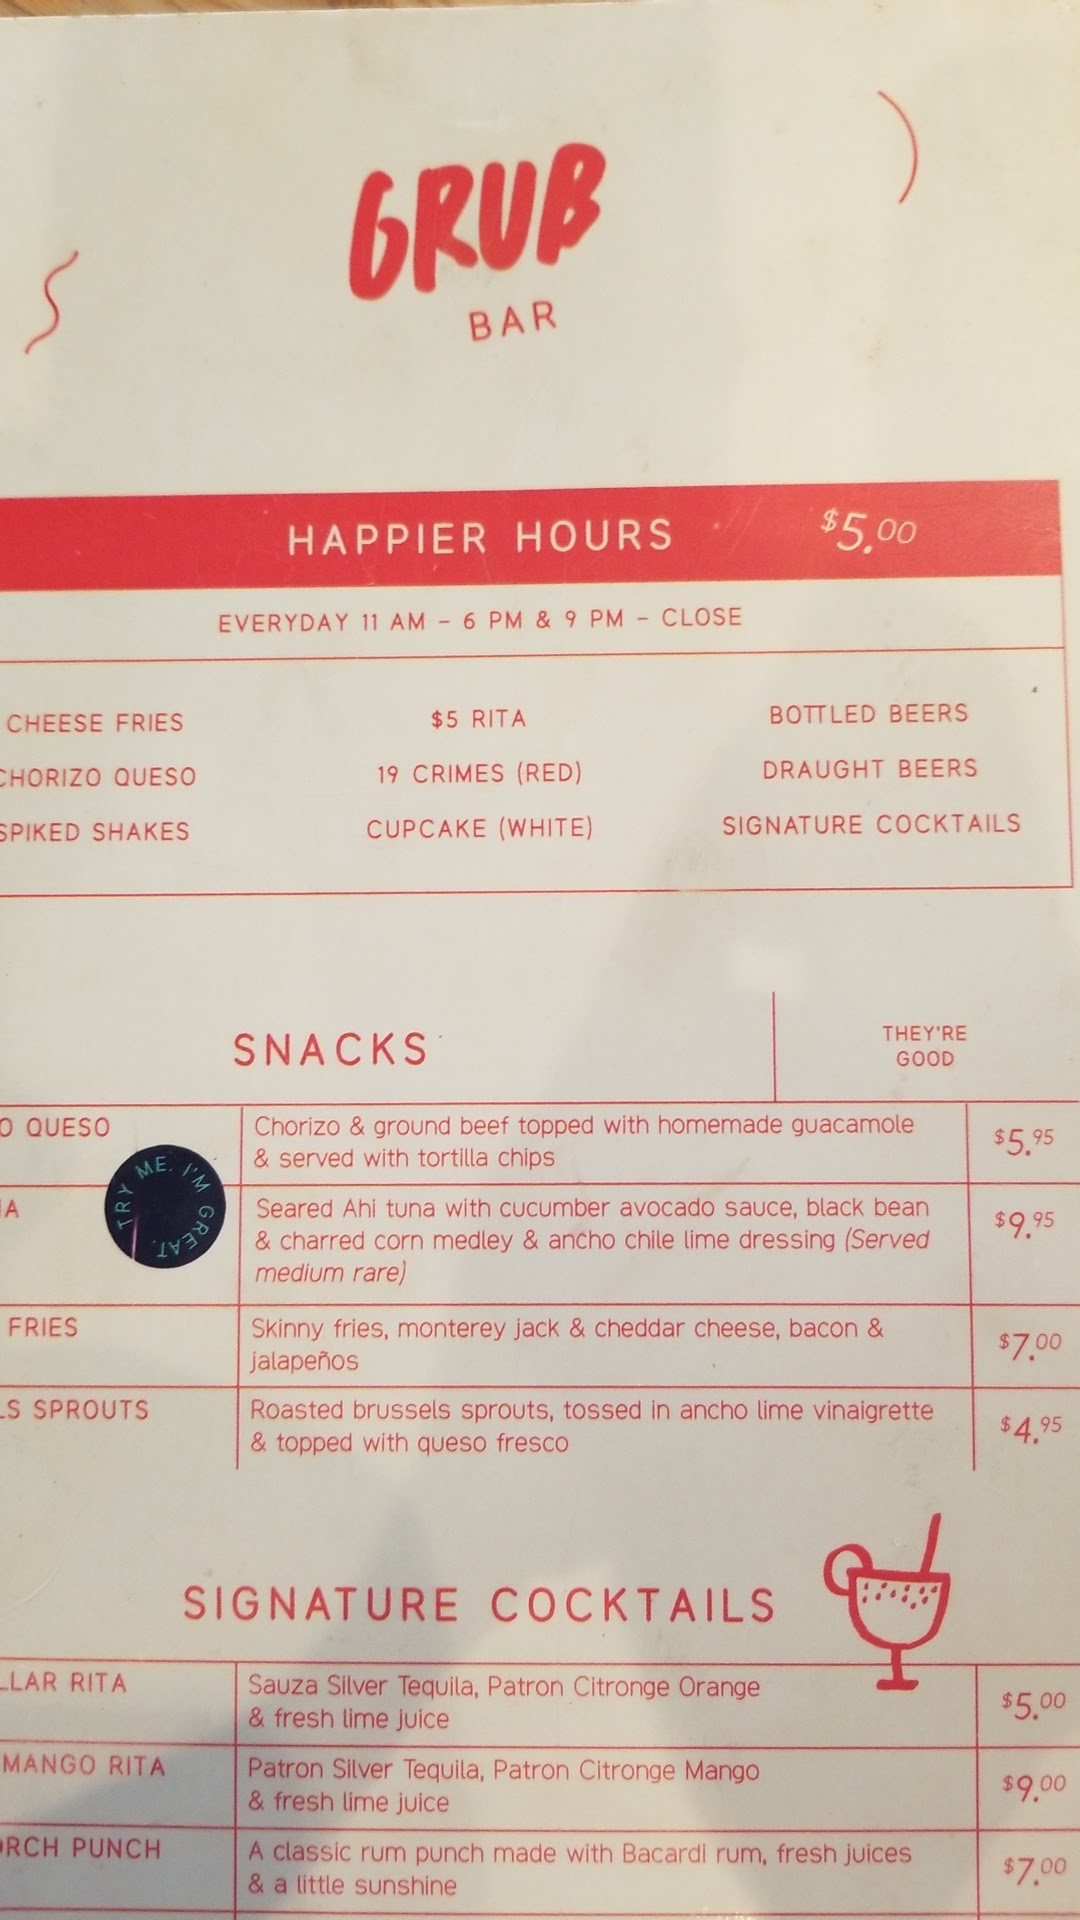 GRUB
BAR
HAPPIER HOURS $5.00
EVERYDAY 11 AM - 6 PM & 9 PM - CLOSE
CHEESE FRIES $5 RITA BOTTLED BEERS
CHORIZO QUESO 19 CRIMES (RED) DRAUGHT BEERS
SPIKED SHAKES CUPCAKE (WHITE) SIGNATURE COCKTAILS
SNACKS
THEY'RE
GOOD
O QUESO
Chorizo & ground beef topped with homemade guacamole
& served with tortilla chips
$5.95
TRY ME. I'M GREAT.
A
Seared Ahi tuna with cucumber avocado sauce, black bean
& charred corn medley & ancho chile lime dressing (Served
medium rare)
$9.95
FRIES
Skinny fries, monterey jack & cheddar cheese, bacon &
jalapeños
$7.00
LS SPROUTS
Roasted brussels sprouts, tossed in ancho lime vinaigrette
& topped with queso fresco
$4.95
SIGNATURE COCKTAILS
LLAR RITA
Sauza Silver Tequila, Patron Citronge Orange
& fresh lime juice
$5.00
MANGO RITA
Patron Silver Tequila, Patron Citronge Mango
& fresh lime juice
$9.00
ORCH PUNCH
A classic rum punch made with Bacardi rum, fresh juices
& a little sunshine
$7.00